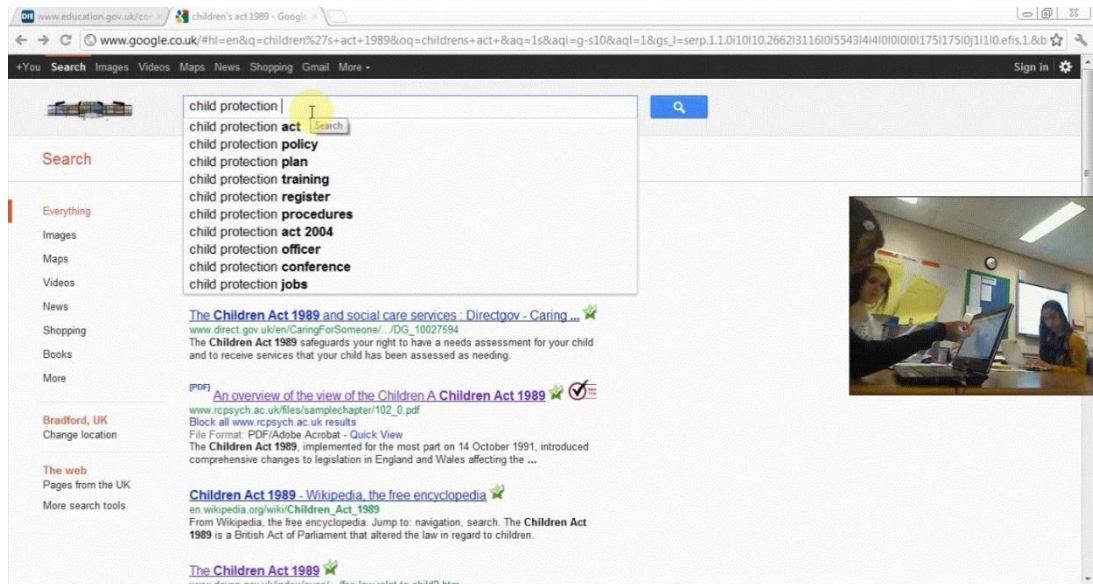 www.education.gov.uk/cor
children's act 1989 - Google
www.google.co.uk/#hl=en&q=children%27s+act+1989&oq=childrens+act+&aq=1s&aqi=g-s10&aql=1&gs_l=serp.1.1.0i10l10.2662l3116l0l5543l4l4l0l0l0l0l175l175l0j1l1l0.efis.1.&b
+You Search Images Videos Maps News Shopping Gmail More
Sign in
child protection
child protection act
Search
child protection policy
child protection plan
child protection training
child protection register
child protection procedures
child protection act 2004
child protection officer
child protection conference
child protection jobs
Search
Everything
Images
Maps
Videos
News
Shopping
Books
More
Bradford, UK
Change location
The web
Pages from the UK
More search tools
The Children Act 1989 and social care services : Directgov - Caring ...
www.direct.gov.uk/en/CaringForSomeone/.../DG_10027594
The Children Act 1989 safeguards your right to have a needs assessment for your child
and to receive services that your child has been assessed as needing.
[PDF] An overview of the view of the Children A Children Act 1989
www.rcpsych.ac.uk/files/samplechapter/102_0.pdf
Block all www.rcpsych.ac.uk results
File Format: PDF/Adobe Acrobat - Quick View
The Children Act 1989, implemented for the most part on 14 October 1991, introduced
comprehensive changes to legislation in England and Wales affecting the ...
Children Act 1989 - Wikipedia, the free encyclopedia
en.wikipedia.org/wiki/Children_Act_1989
From Wikipedia, the free encyclopedia. Jump to: navigation, search. The Children Act
1989 is a British Act of Parliament that altered the law in regard to children.
The Children Act 1989